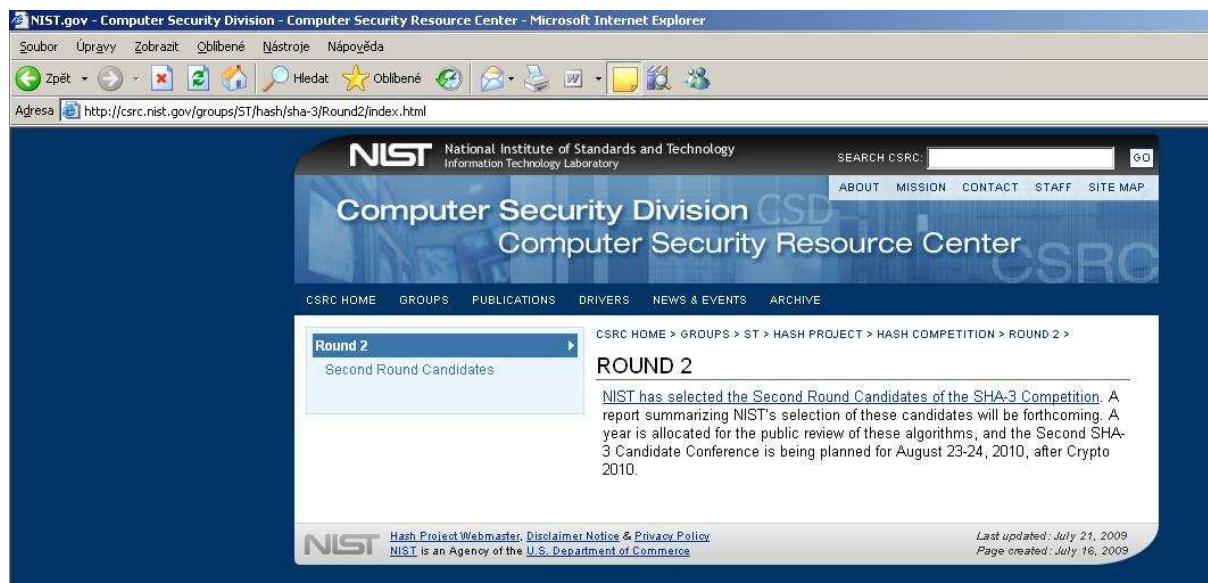 NIST.gov - Computer Security Division - Computer Security Resource Center - Microsoft Internet Explorer
Soubor Úpravy Zobrazit Oblíbené Nástroje Nápověda
Zpět Hledat Oblíbené
Adresa http://csrc.nist.gov/groups/ST/hash/sha-3/Round2/index.html
NIST National Institute of Standards and Technology
Information Technology Laboratory
SEARCH CSRC: GO
ABOUT MISSION CONTACT STAFF SITE MAP
Computer Security Division CSD
Computer Security Resource Center CSRC
CSRC HOME GROUPS PUBLICATIONS DRIVERS NEWS & EVENTS ARCHIVE
Round 2
Second Round Candidates
CSRC HOME > GROUPS > ST > HASH PROJECT > HASH COMPETITION > ROUND 2 >
ROUND 2
NIST has selected the Second Round Candidates of the SHA-3 Competition. A
report summarizing NIST's selection of these candidates will be forthcoming. A
year is allocated for the public review of these algorithms, and the Second SHA-
3 Candidate Conference is being planned for August 23-24, 2010, after Crypto
2010.
NIST Hash Project Webmaster, Disclaimer Notice & Privacy Policy
NIST is an Agency of the U.S. Department of Commerce
Last updated: July 21, 2009
Page created: July 16, 2009